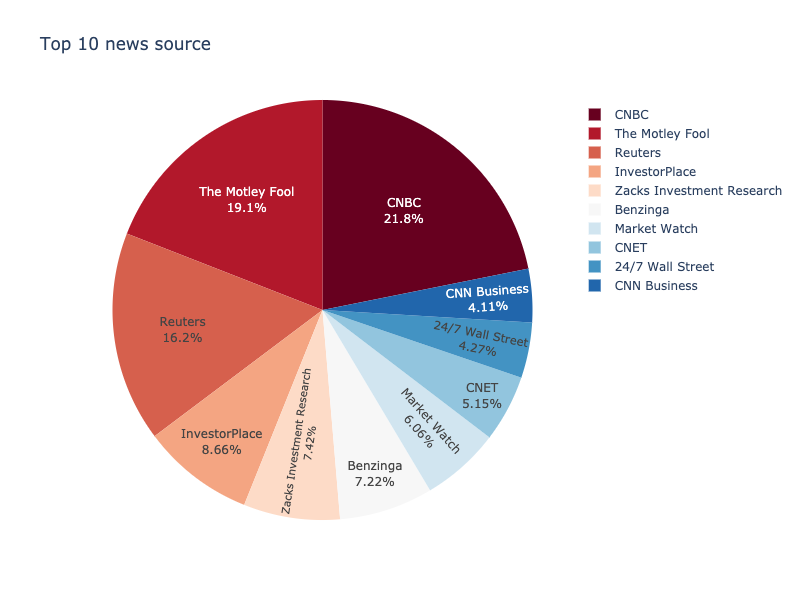 Top 10 news source
CNBC
21.8%
The Motley Fool
19.1%
Reuters
16.2%
InvestorPlace
8.66%
Zacks Investment Research
7.42%
Benzinga
7.22%
Market Watch
6.06%
CNET
5.15%
24/7 Wall Street
4.27%
CNN Business
4.11%
CNBC
The Motley Fool
Reuters
InvestorPlace
Zacks Investment Research
Benzinga
Market Watch
CNET
24/7 Wall Street
CNN Business